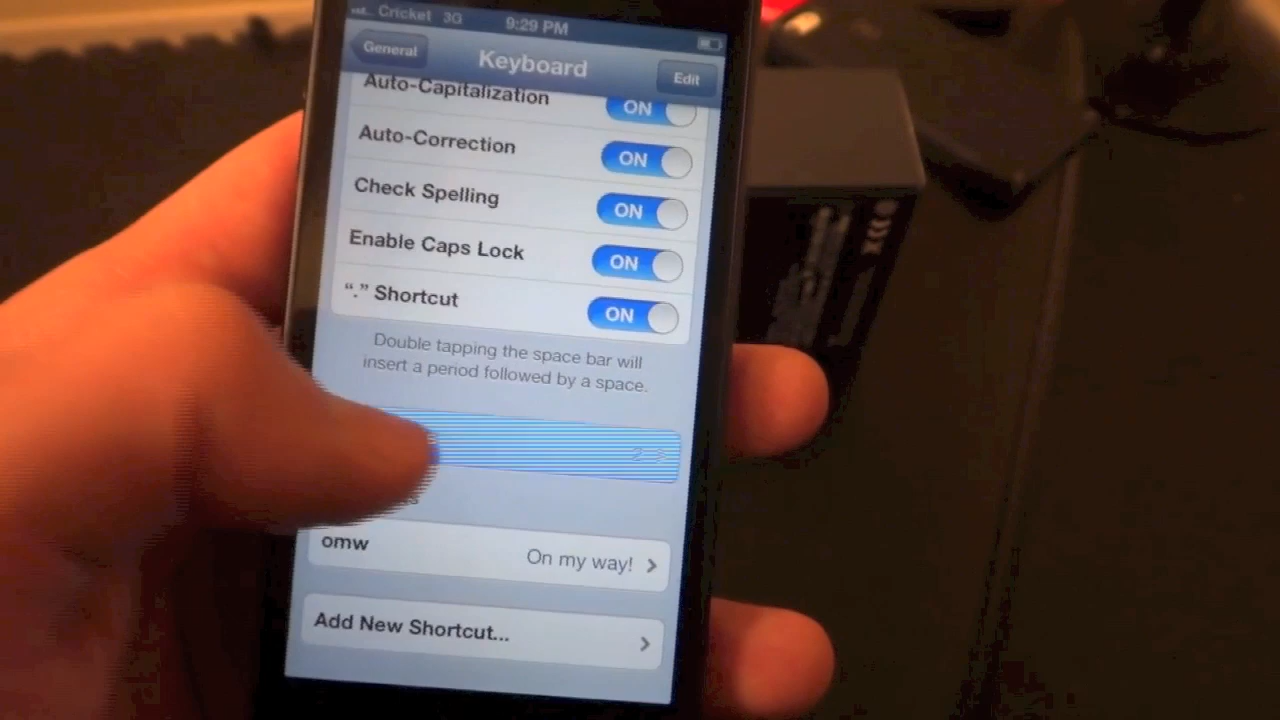 Cricket 3G 9:29 PM
General Keyboard Edit
Auto-Capitalization ON
Auto-Correction ON
Check Spelling ON
Enable Caps Lock ON
“.” Shortcut ON
Double tapping the space bar will
insert a period followed by a space.
2
omw On my way!
Add New Shortcut...